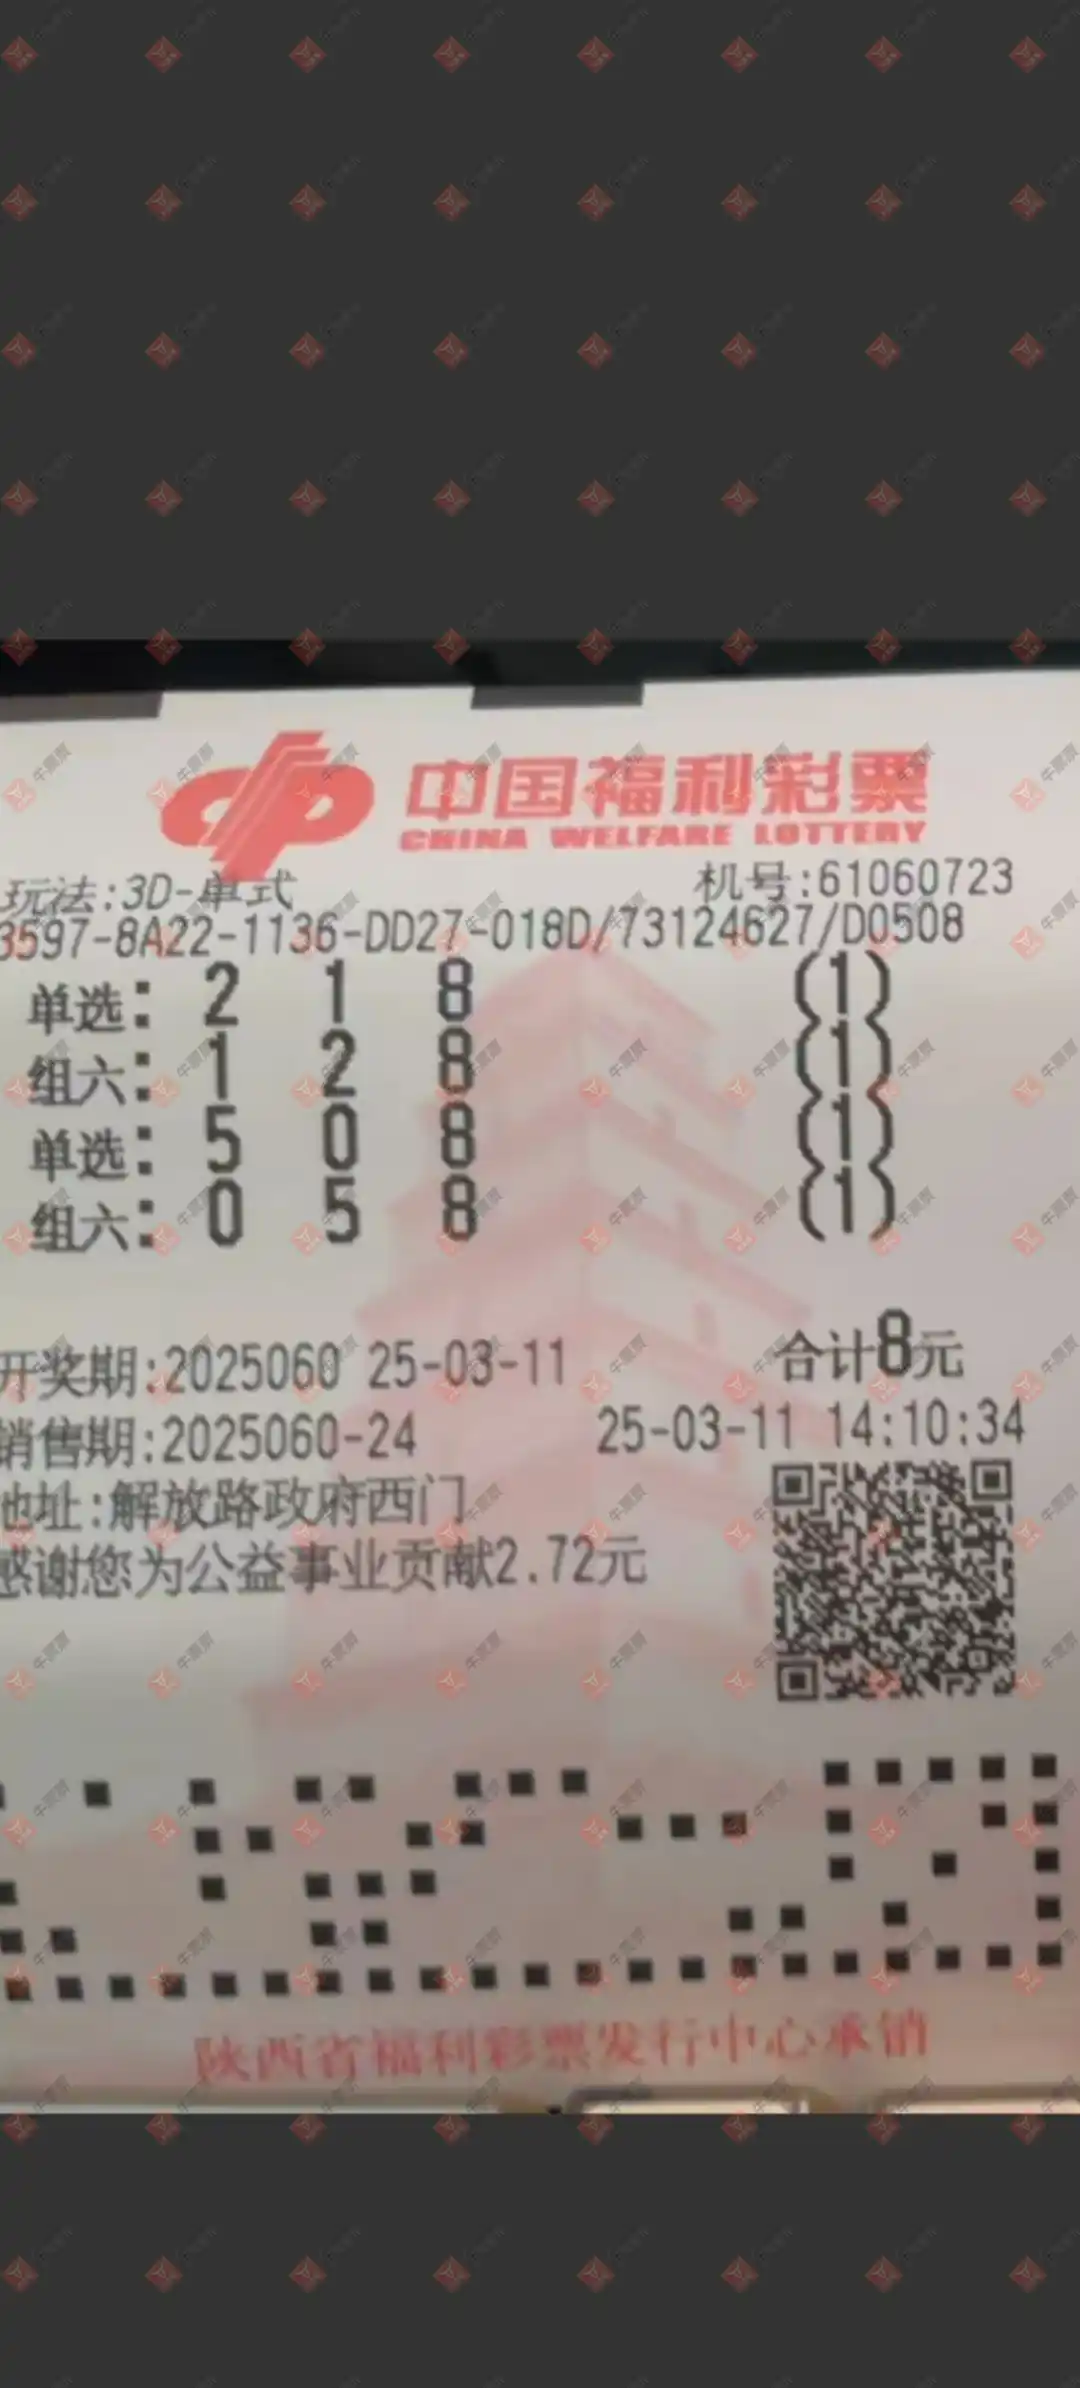 中国福利彩票
CHINA WELFARE LOTTERY
玩法:3D-单式
机号:61060723
3597-8A22-1136-DD27-018D/73124627/D0508
单选: 2 1 8 (1)
组六: 1 2 8 (1)
单选: 5 0 8 (1)
组六: 0 5 8 (1)
开奖期:2025060 25-03-11
合计8元
销售期:2025060-24
25-03-11 14:10:34
地址:解放路政府西门
感谢您为公益事业贡献2.72元
陕西省福利彩票发行中心承销